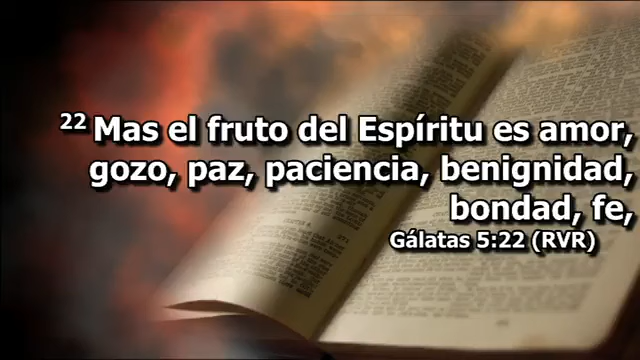 22 Mas el fruto del Espíritu es amor,
gozo, paz, paciencia, benignidad,
bondad, fe,
Gálatas 5:22 (RVR)